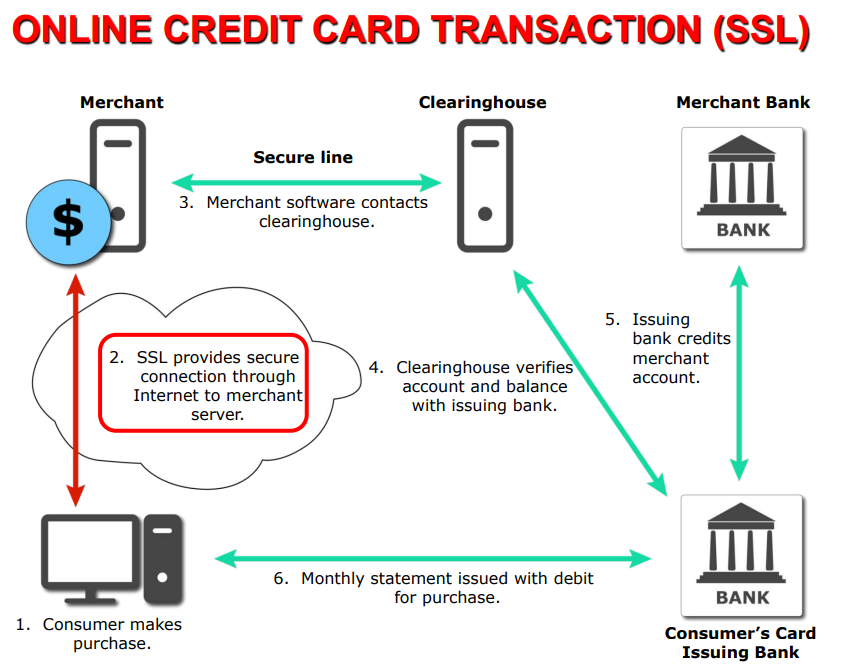 ONLINE CREDIT CARD TRANSACTION (SSL)
Merchant
Clearinghouse
Merchant Bank
Secure line
3. Merchant software contacts
clearinghouse.
$
BANK
2. SSL provides secure
connection through
Internet to merchant
server.
4. Clearinghouse verifies
account and balance
with issuing bank.
5. Issuing
bank credits
merchant
account.
6. Monthly statement issued with debit
for purchase.
BANK
1. Consumer makes
purchase.
Consumer’s Card
Issuing Bank